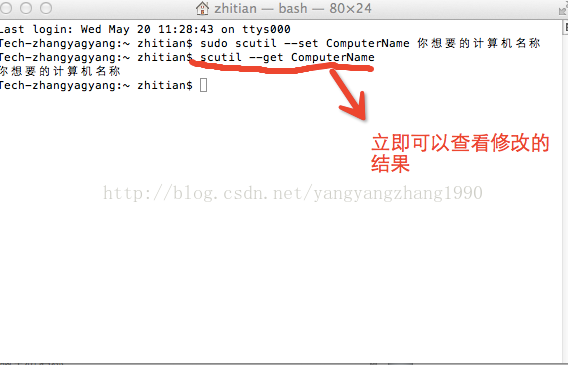 zhitian — bash — 80×24
Last login: Wed May 20 11:28:43 on ttys000
Tech-zhangyagyang:~ zhitian$ sudo scutil --set ComputerName 你想要的计算机名称
Tech-zhangyagyang:~ zhitian$ scutil --get ComputerName
你想要的计算机名称
Tech-zhangyagyang:~ zhitian$
立即可以查看修改的
结果
http://blog.csdn.net/yangyangzhang1990